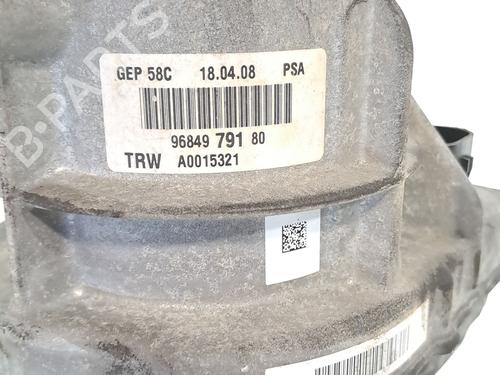 GEP 58C 18.04.08 PSA
96849 791 80
TRW A0015321
B-PARTS